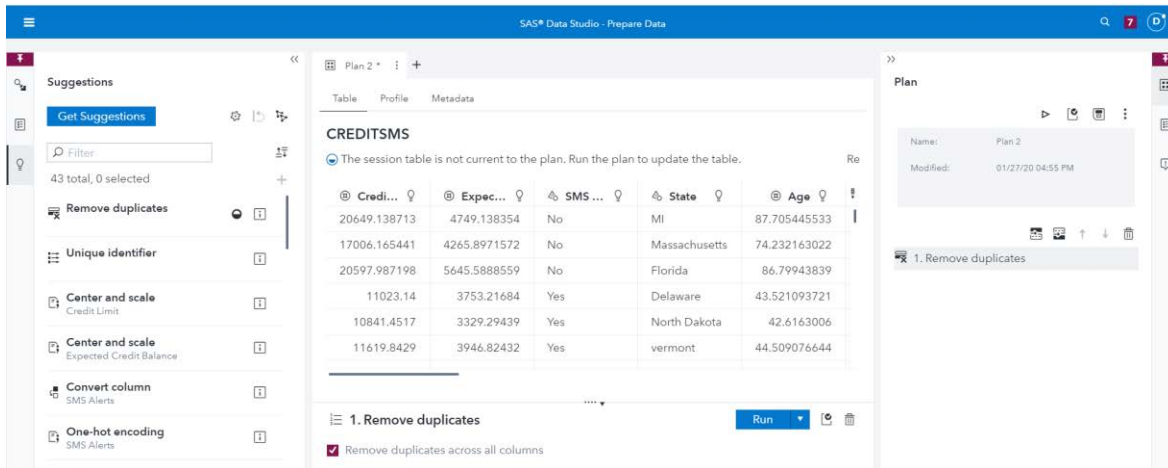 SAS® Data Studio - Prepare Data
7
D
Suggestions
Get Suggestions
Filter
43 total, 0 selected
Remove duplicates
Unique identifier
Center and scale
Credit Limit
Center and scale
Expected Credit Balance
Convert column
SMS Alerts
One-hot encoding
SMS Alerts
Plan 2 *
Table Profile Metadata
CREDITSMS
The session table is not current to the plan. Run the plan to update the table. Re
Credi... Expec... SMS ... State Age
20649.138713 4749.138354 No MI 87.705445533
17006.165441 4265.8971572 No Massachusetts 74.232163022
20597.987198 5645.5888559 No Florida 86.79943839
11023.14 3753.21684 Yes Delaware 43.521093721
10841.4517 3329.29439 Yes North Dakota 42.6163006
11619.8429 3946.82432 Yes vermont 44.509076644
1. Remove duplicates Run
Remove duplicates across all columns
Plan
Name: Plan 2
Modified: 01/27/20 04:55 PM
1. Remove duplicates